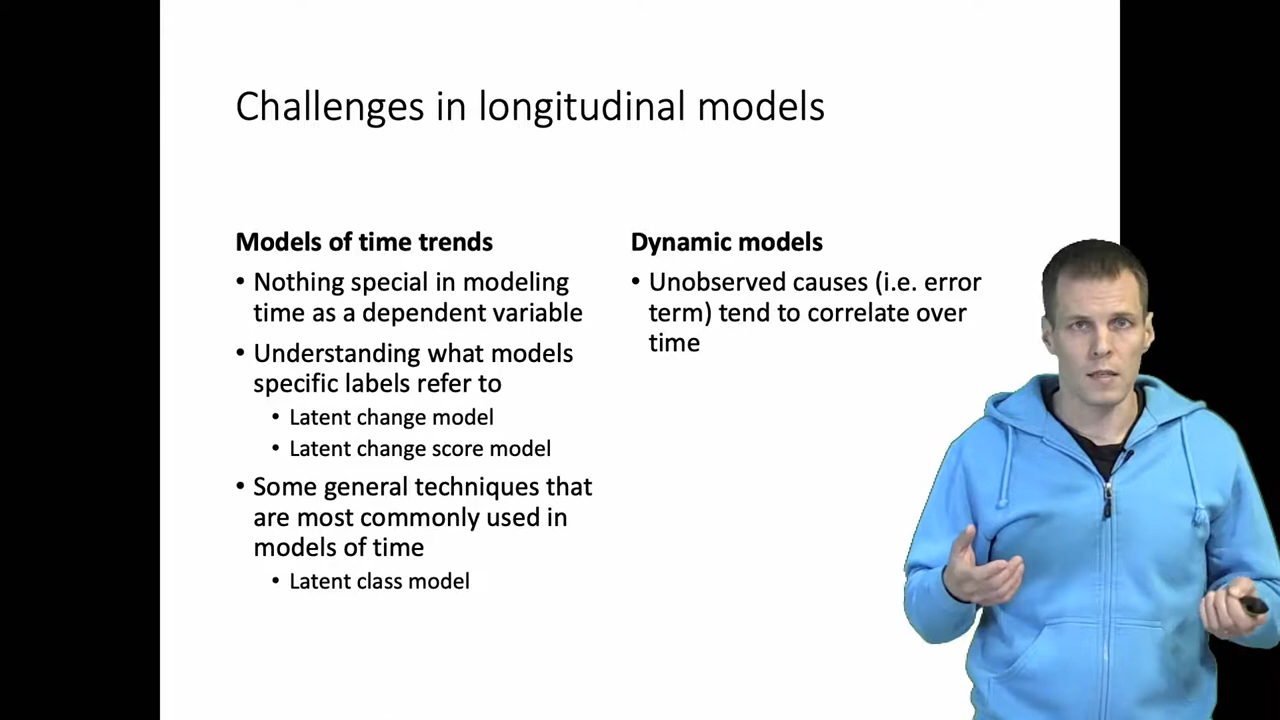 Challenges in longitudinal models
Models of time trends
• Nothing special in modeling
time as a dependent variable
• Understanding what models
specific labels refer to
• Latent change model
• Latent change score model
• Some general techniques that
are most commonly used in
models of time
• Latent class model
Dynamic models
• Unobserved causes (i.e. error
term) tend to correlate over
time